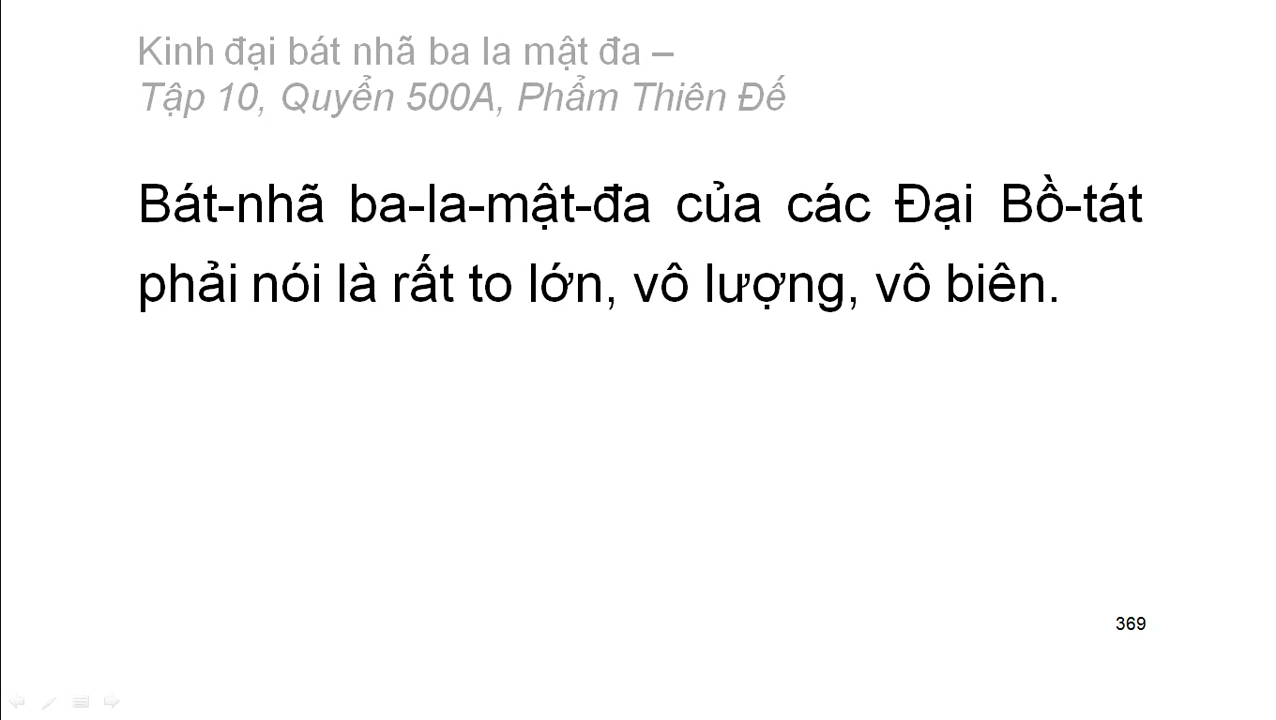 Kinh đại bát nhã ba la mật đa –
Tập 10, Quyển 500A, Phẩm Thiên Đế
Bát-nhã ba-la-mật-đa của các Đại Bồ-tát
phải nói là rất to lớn, vô lượng, vô biên.
369